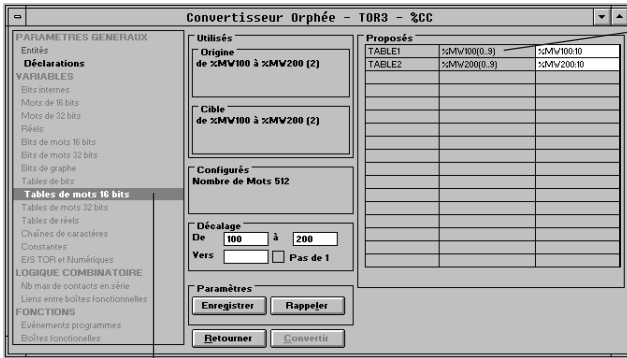 Convertisseur Orphée - TOR3 - %CC
PARAMETRES GENERAUX
Entités
Déclarations
VARIABLES
Bits internes
Mots de 16 bits
Mots de 32 bits
Réels
Bits de mots 16 bits
Bits de mots 32 bits
Bits de graphe
Tables de bits
Tables de mots 16 bits
Tables de mots 32 bits
Tables de réels
Chaînes de caractères
Constantes
E/S TOR et Numériques
LOGIQUE COMBINATOIRE
Nb max de contacts en série
Liens entre boîtes fonctionnelles
FONCTIONS
Evénements programmes
Boîtes fonctionelles
Utilisés
Origine
de %MW100 à %MW200 (2)
Cible
de %MW100 à %MW200 (2)
Configurés
Nombre de Mots 512
Décalage
De 100 à 200
Vers Pas de 1
Paramètres
Enregistrer Rappeler
Retourner Convertir
Proposés
TABLE1 %MW100(0..9) %MW100:10
TABLE2 %MW200(0..9) %MW200:10